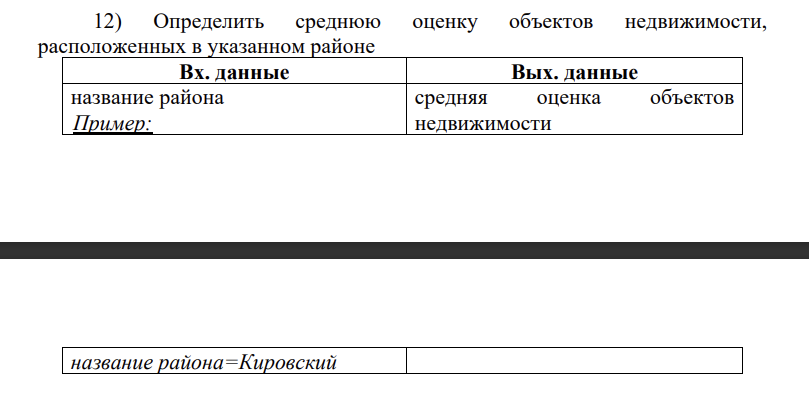 12) Определить среднюю оценку объектов недвижимости,
расположенных в указанном районе
Вх. данные Вых. данные
название района средняя оценка объектов
Пример: недвижимости
название района=Кировский